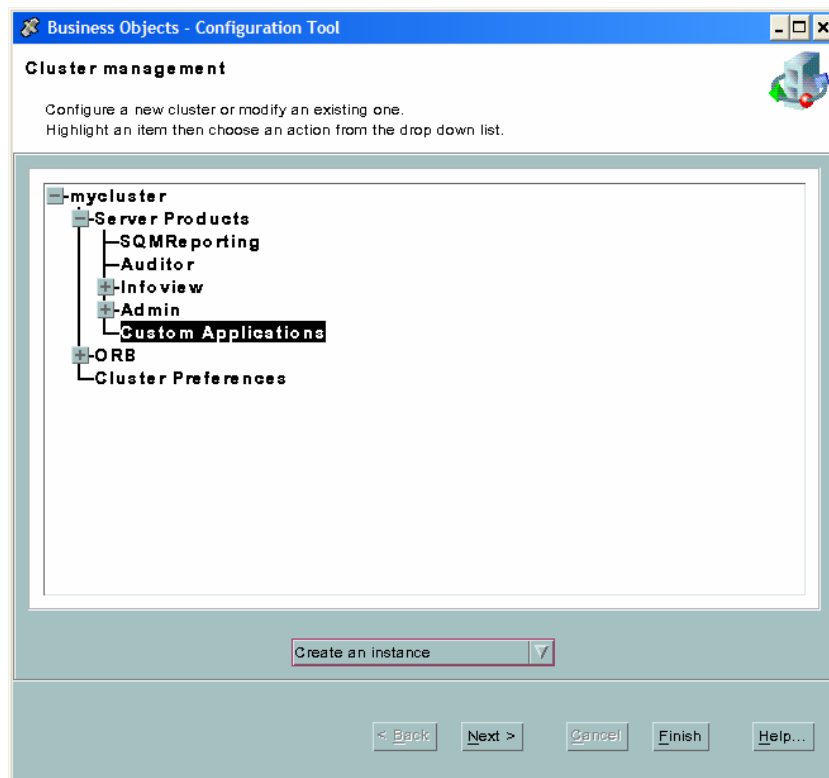 Business Objects - Configuration Tool
Cluster management
Configure a new cluster or modify an existing one.
Highlight an item then choose an action from the drop down list.
mycluster
Server Products
SQMReporting
Auditor
Infoview
Admin
Custom Applications
ORB
Cluster Preferences
Create an instance
< Back Next > Cancel Finish Help...